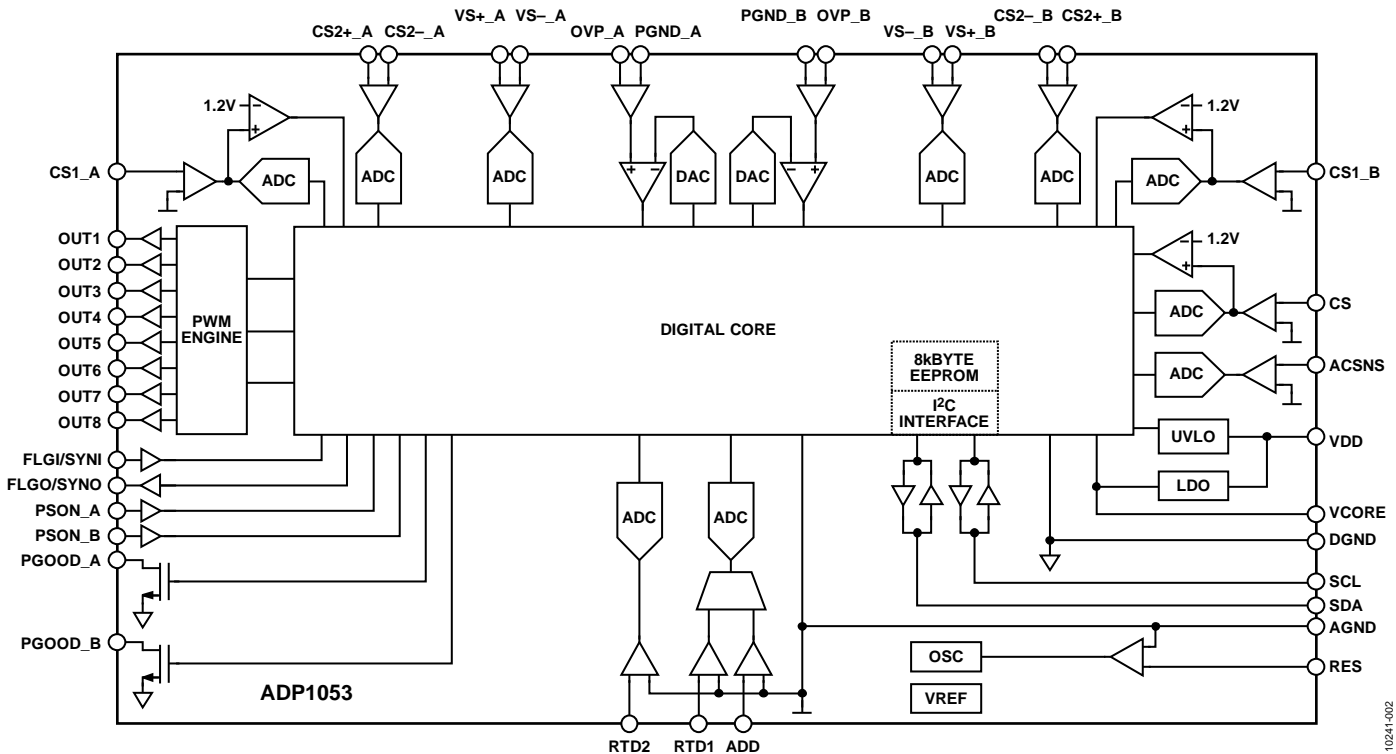 VS+_A VS–_A
PGND_B OVP_B
CS2–_B CS2+_B
CS2+_A CS2–_A
OVP_A PGND_A
VS–_B VS+_B
1.2V
–
+
CS1_A
ADC
ADC
ADC
+ –
DAC
DAC
– +
ADC
ADC
–
+
1.2V
ADC
CS1_B
OUT1
OUT2
OUT3
OUT4
OUT5
OUT6
OUT7
OUT8
PWM
ENGINE
DIGITAL CORE
8kBYTE
EEPROM
I2C
INTERFACE
–
+
1.2V
ADC
CS
ADC
ACSNS
UVLO
VDD
LDO
VCORE
DGND
SCL
SDA
AGND
RES
FLGI/SYNI
FLGO/SYNO
PSON_A
PSON_B
PGOOD_A
PGOOD_B
ADC
ADC
OSC
VREF
ADP1053
RTD2 RTD1 ADD
10241-002